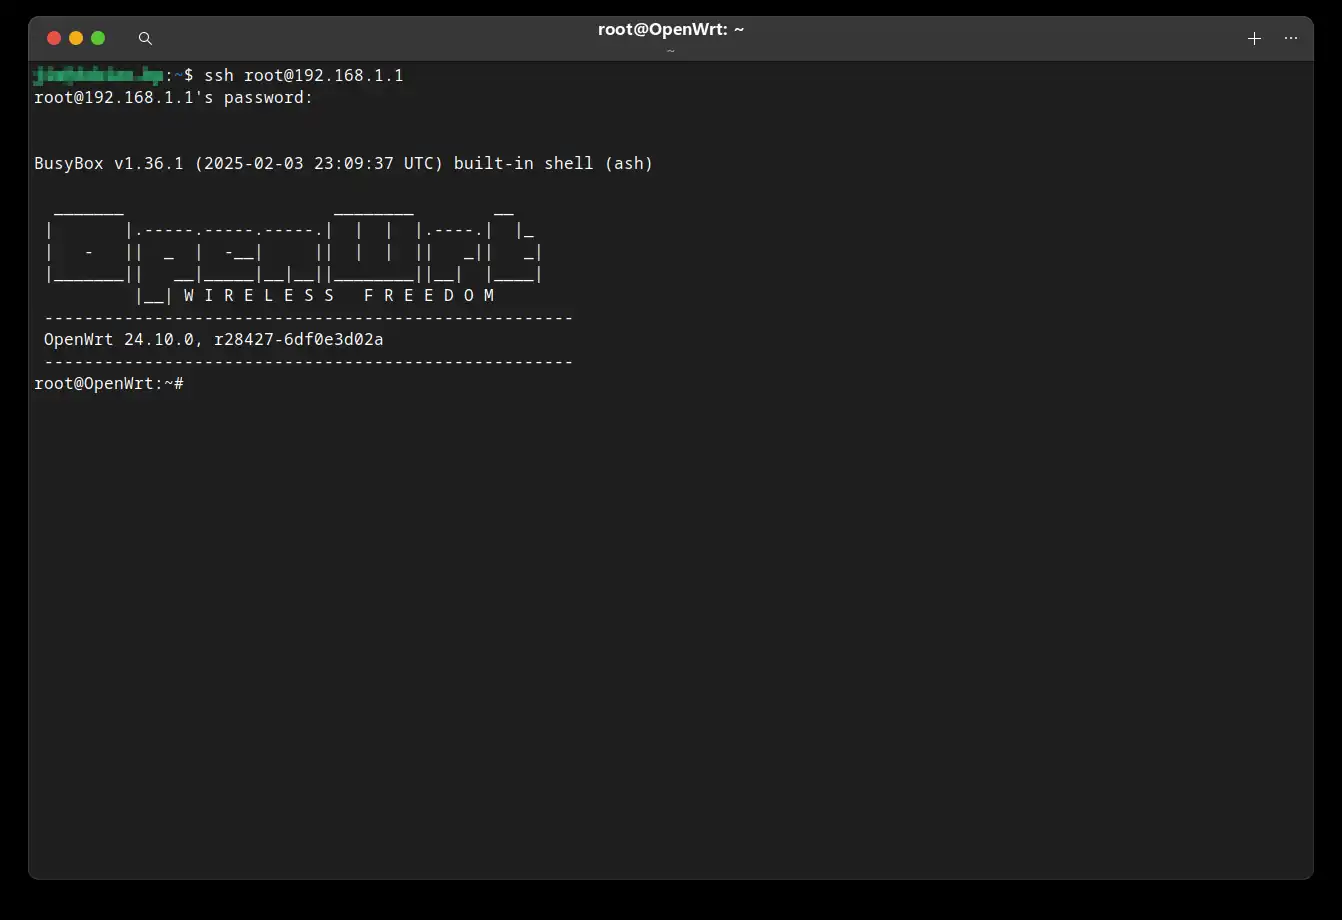 root@OpenWrt: ~
~
:~$ ssh root@192.168.1.1
root@192.168.1.1's password:
BusyBox v1.36.1 (2025-02-03 23:09:37 UTC) built-in shell (ash)
  _______                     ________        __
 |       |.-----.-----.-----.|  |  |  |.----.|  |_
 |   -   ||  _  |  -__|     ||  |  |  ||   _||   _|
 |_______||   __|_____|__|__||________||__|  |____|
          |__| W I R E L E S S   F R E E D O M
 -----------------------------------------------------
 OpenWrt 24.10.0, r28427-6df0e3d02a
 -----------------------------------------------------
root@OpenWrt:~#